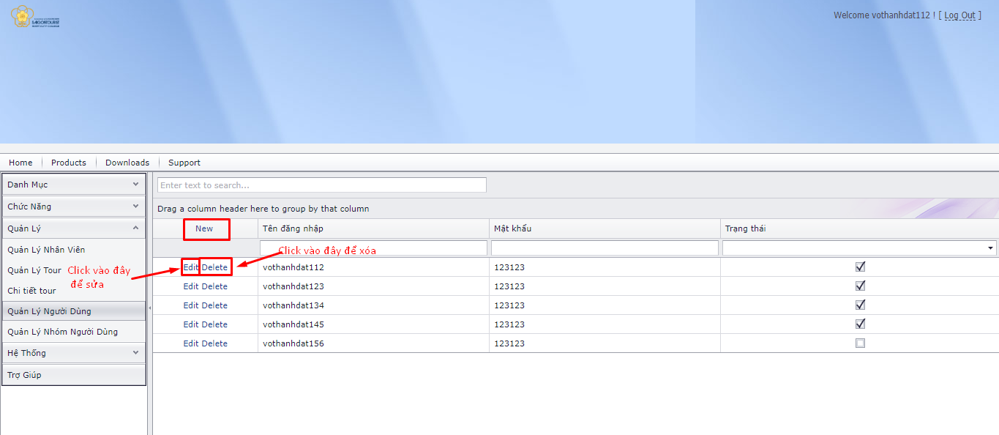 SAIGONTOURIST
Welcome vothanhdat112 ! [ Log Out ]
Home Products Downloads Support
Danh Mục
Chức Năng
Quản Lý
Quản Lý Nhân Viên
Quản Lý Tour
Chi tiết tour
Quản Lý Người Dùng
Quản Lý Nhóm Người Dùng
Hệ Thống
Trợ Giúp
Click vào đây
để sửa
Enter text to search...
Drag a column header here to group by that column
New Tên đăng nhập Mật khẩu Trạng thái
Click vào đây để xóa
Edit Delete vothanhdat112 123123
Edit Delete vothanhdat123 123123
Edit Delete vothanhdat134 123123
Edit Delete vothanhdat145 123123
Edit Delete vothanhdat156 123123